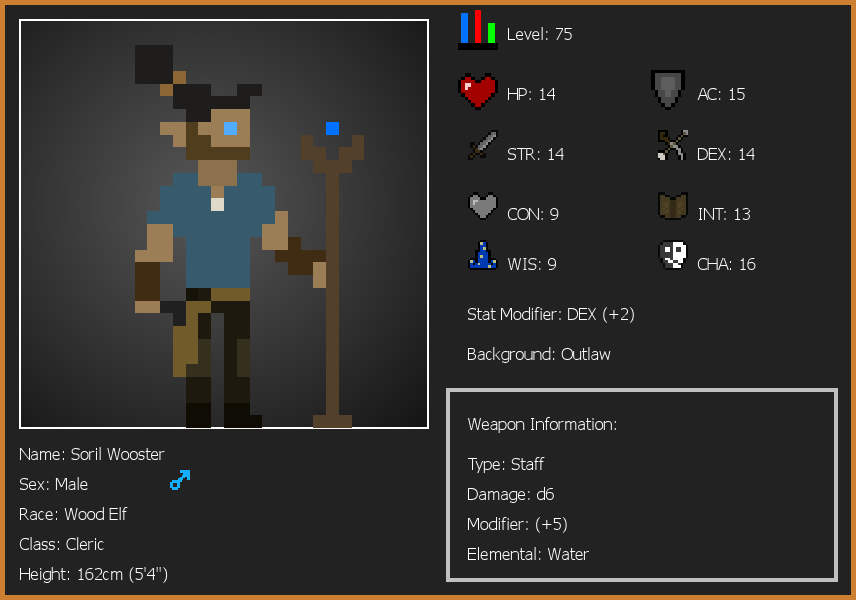 Level: 75
HP: 14
AC: 15
STR: 14
DEX: 14
CON: 9
INT: 13
WIS: 9
CHA: 16
Stat Modifier: DEX (+2)
Background: Outlaw
Weapon Information:
Type: Staff
Damage: d6
Modifier: (+5)
Elemental: Water
Name: Soril Wooster
Sex: Male
Race: Wood Elf
Class: Cleric
Height: 162cm (5'4")